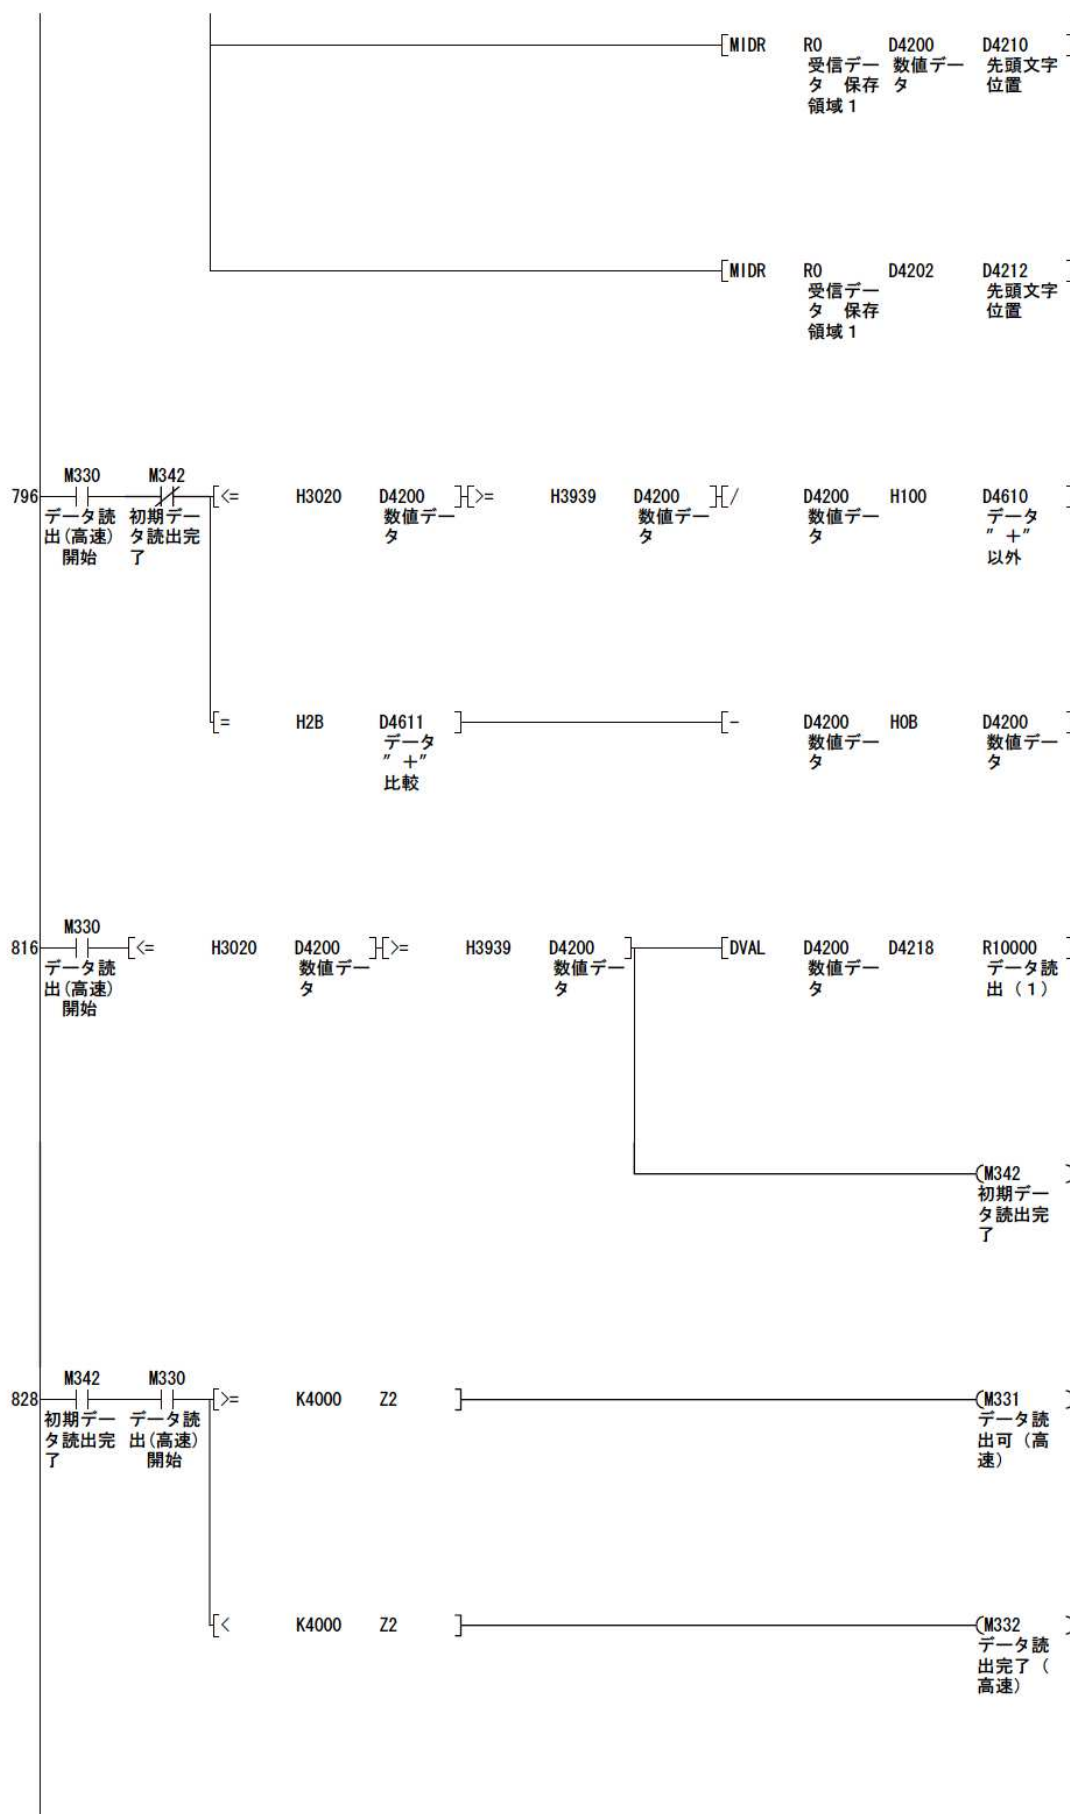 [MIDR R0 D4200 D4210 ]
受信デー 数値デー 先頭文字
タ 保存 タ 位置
領域1
[MIDR R0 D4202 D4212 ]
受信デー 先頭文字
タ 保存 位置
領域1
M330 M342
796 [<= H3020 D4200 ] [>= H3939 D4200 ] [/ D4200 H100 D4610 ]
データ読 初期デー 数値デー 数値デー 数値デー データ
出(高速) タ読出完 タ タ タ ”+”
開始 了 以外
[= H2B D4611 ] [- D4200 H0B D4200 ]
データ 数値デー 数値デー
”+” タ タ
比較
M330
816 [<= H3020 D4200 ] [>= H3939 D4200 ] [DVAL D4200 D4218 R10000 ]
データ読 数値デー 数値デー 数値デー データ読
出(高速) タ タ タ 出(1)
開始
(M342 )
初期デー
タ読出完
了
M342 M330
828 [>= K4000 Z2 ] (M331 )
初期デー データ読 データ読
タ読出完 出(高速) 出可(高
了 開始 速)
[< K4000 Z2 ] (M332 )
データ読
出完了(
高速)